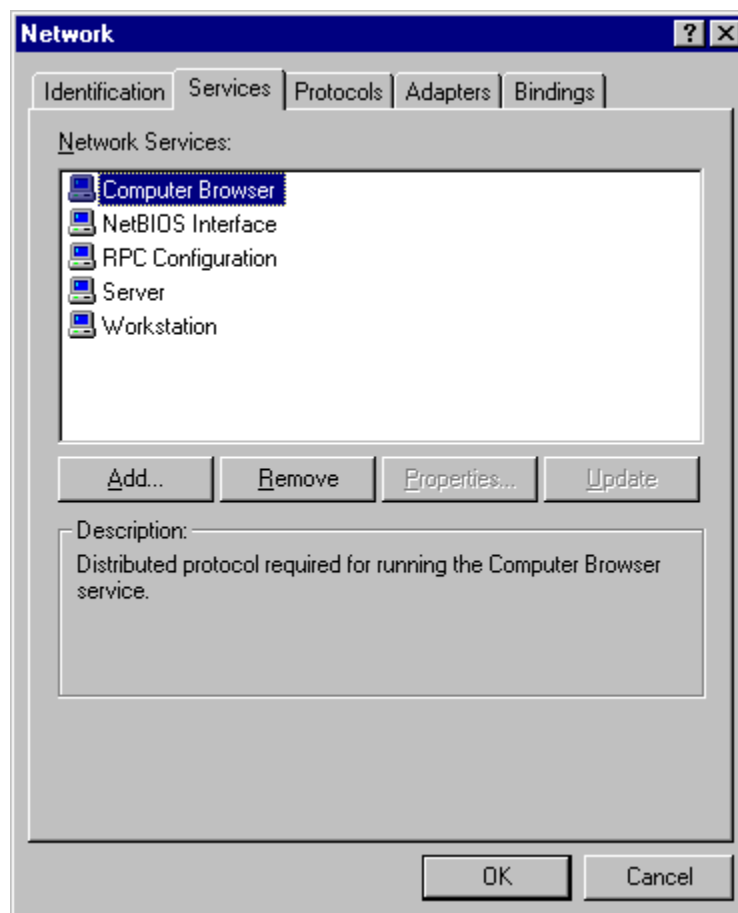 Network
Identification Services Protocols Adapters Bindings
Network Services:
Computer Browser
NetBIOS Interface
RPC Configuration
Server
Workstation
Add... Remove Properties... Update
Description:
Distributed protocol required for running the Computer Browser
service.
OK Cancel